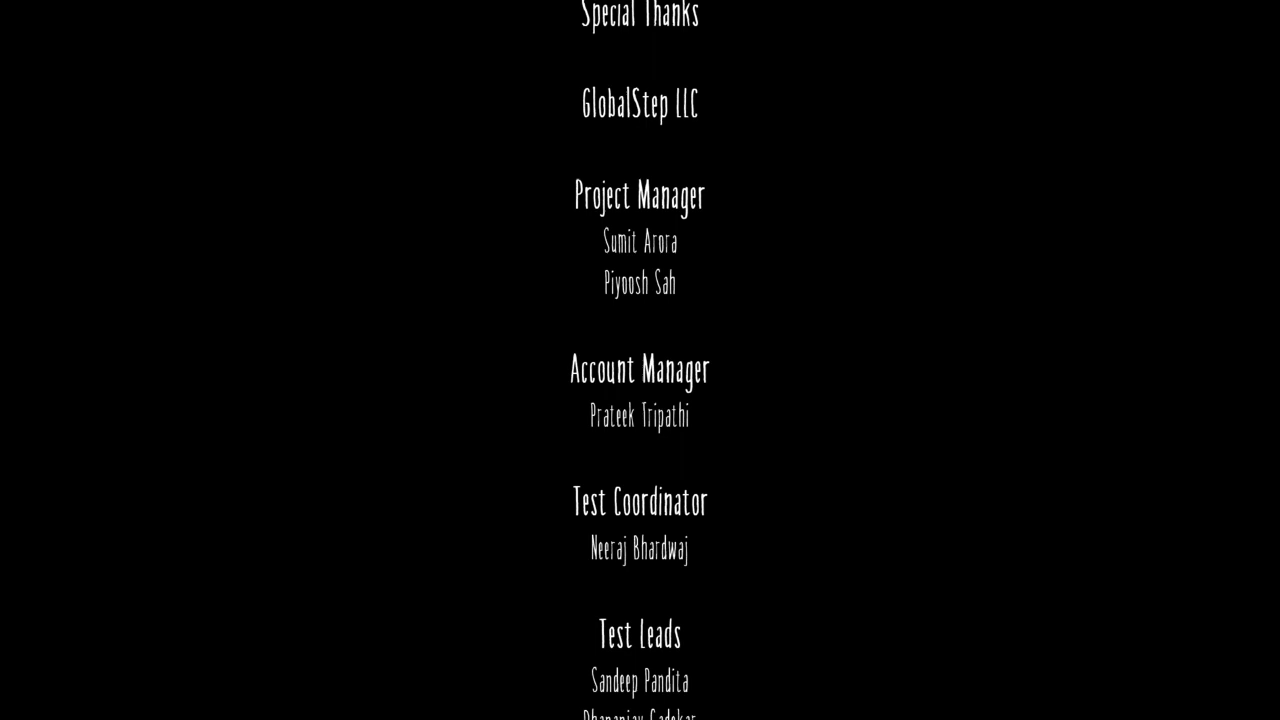 Special Thanks
GlobalStep LLC
Project Manager
Sumit Arora
Piyoosh Sah
Account Manager
Prateek Tripathi
Test Coordinator
Neeraj Bhardwaj
Test Leads
Sandeep Pandita